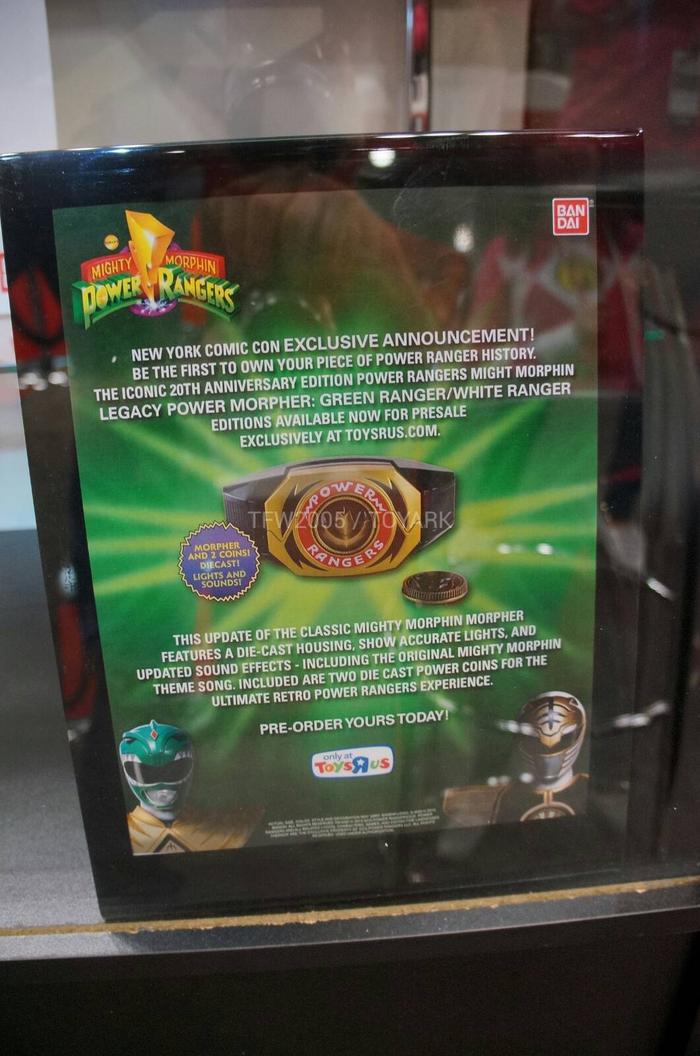 BAN
DAI
MIGHTY MORPHIN
POWER RANGERS
NEW YORK COMIC CON EXCLUSIVE ANNOUNCEMENT!
BE THE FIRST TO OWN YOUR PIECE OF POWER RANGER HISTORY.
THE ICONIC 20TH ANNIVERSARY EDITION POWER RANGERS MIGHT MORPHIN
LEGACY POWER MORPHER: GREEN RANGER/WHITE RANGER
EDITIONS AVAILABLE NOW FOR PRESALE
EXCLUSIVELY AT TOYSRUS.COM.
POWER
RANGERS
TFW2005 / TOYARK
MORPHER
AND 2 COINS!
DIECAST!
LIGHTS AND
SOUNDS!
THIS UPDATE OF THE CLASSIC MIGHTY MORPHIN MORPHER
FEATURES A DIE-CAST HOUSING, SHOW ACCURATE LIGHTS, AND
UPDATED SOUND EFFECTS - INCLUDING THE ORIGINAL MIGHTY MORPHIN
THEME SONG. INCLUDED ARE TWO DIE CAST POWER COINS FOR THE
ULTIMATE RETRO POWER RANGERS EXPERIENCE.
PRE-ORDER YOURS TODAY!
only at
TOYSRUS